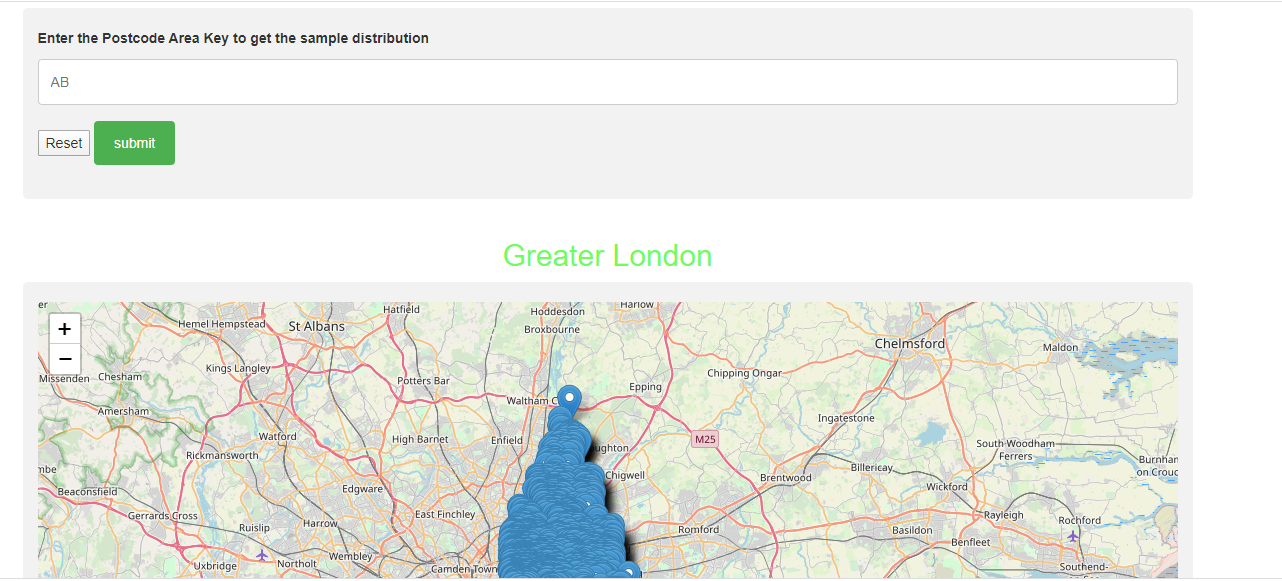 Enter the Postcode Area Key to get the sample distribution
AB
Reset submit
Greater London
er Hatfield Hoddesdon Harlow
+
Hemel Hempstead St Albans Broxbourne
Chelmsford
−
Maldon
Kings Langley
Missenden Chesham Potters Bar Epping Chipping Ongar
Waltham C
Amersham Ingatestone
Watford High Barnet Enfield ughton M25 South Woodham Ferrers
Rickmansworth
mbe Chigwell Brentwood Billericay Burnhan on Crouc
Beaconsfield Edgware Wickford
Gerrards Cross East Finchley Rayleigh
Ruislip Harrow Romford Basildon Rochford
Wembley Benfleet
Uxbridge Northolt Camden Town Southend-